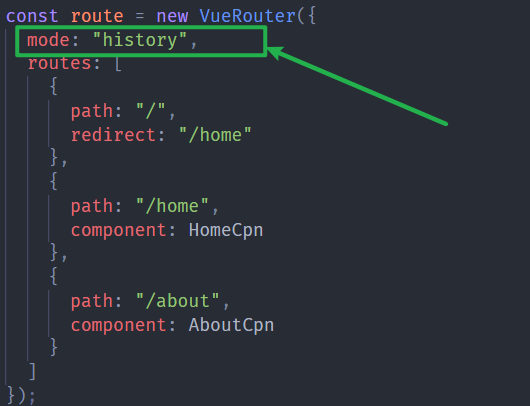 const route = new VueRouter({
  mode: "history",
  routes: [
    {
      path: "/",
      redirect: "/home"
    },
    {
      path: "/home",
      component: HomeCpn
    },
    {
      path: "/about",
      component: AboutCpn
    }
  ]
});